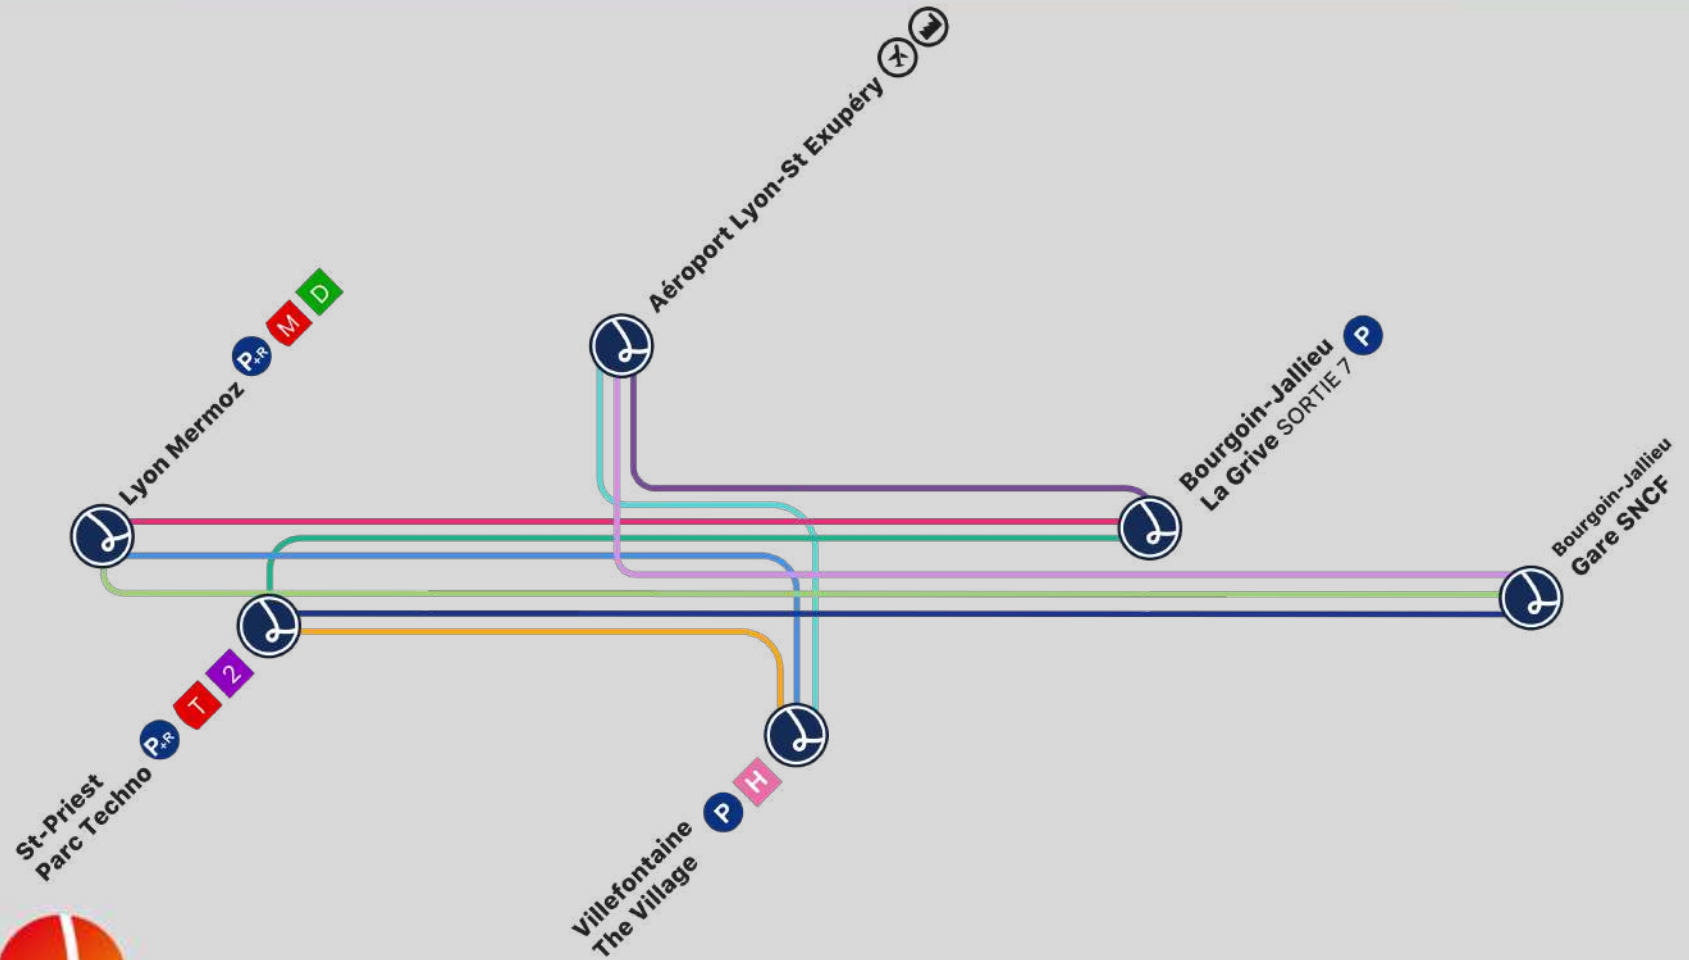 Aéroport Lyon-St Exupéry
Lyon Mermoz P+R M D
Bourgoin-Jallieu P
La Grive SORTIE 7
Bourgoin-Jallieu
Gare SNCF
St-Priest
Parc Techno P+R T 2
Villefontaine P H
The Village